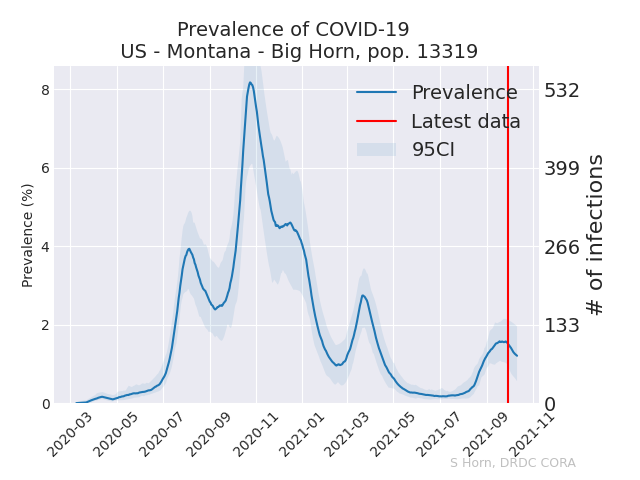 Prevalence of COVID-19
US - Montana - Big Horn, pop. 13319
Prevalence
Latest data
95CI
Prevalence (%)
8
6
4
2
0
# of infections
532
399
266
133
0
2020-03
2020-05
2020-07
2020-09
2020-11
2021-01
2021-03
2021-05
2021-07
2021-09
2021-11
S Horn, DRDC CORA